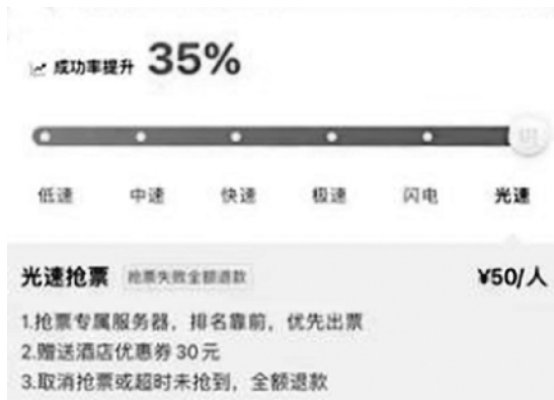 成功率提升 35%
低速 中速 快速 极速 闪电 光速
光速抢票 抢票失败全额退款 ¥50/人
1.抢票专属服务器，排名靠前，优先出票
2.赠送酒店优惠券30元
3.取消抢票或超时未抢到，全额退款